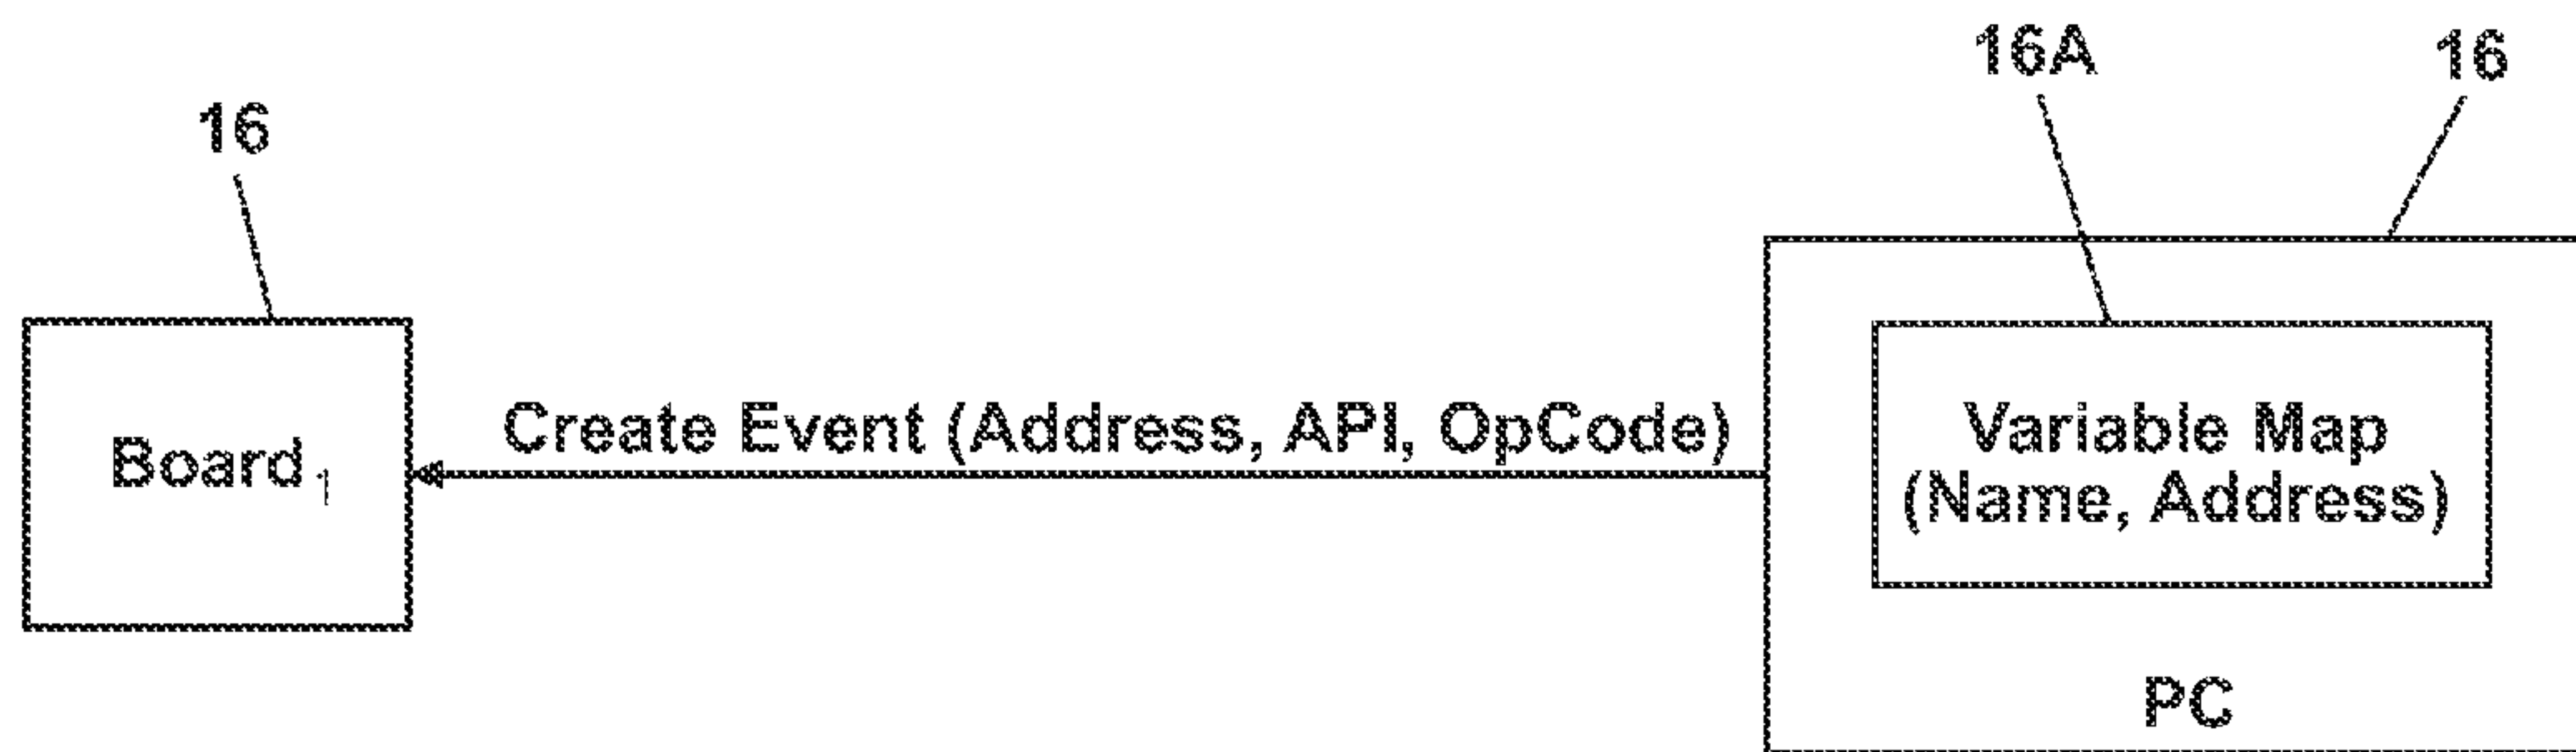 16A
16
16
Create Event (Address, API, OpCode)
Board1
Variable Map
(Name, Address)
PC